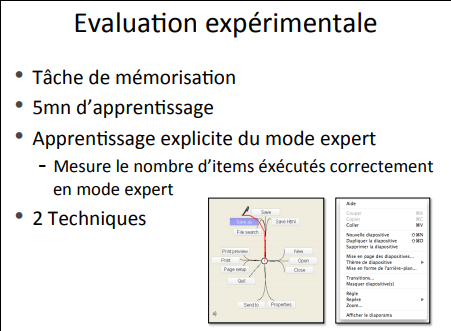 Evaluation expérimentale
• Tâche de mémorisation
• 5mn d’apprentissage
• Apprentissage explicite du mode expert
- Mesure le nombre d’items éxécutés correctement
en mode expert
• 2 Techniques
Save
Save as
Save Html
File search
Print preview
New
Print
Open
Page setup
Close
Quit
Send to
Properties
Aide
Couper ⌘X
Copier ⌘C
Coller ⌘V
Nouvelle diapositive ⇧⌘N
Dupliquer la diapositive ⇧⌘D
Supprimer la diapositive
Mise en page des diapositives...
Thème de diapositive
Mise en forme de l'arrière-plan...
Transitions...
Masquer diapositive(s)
Règle
Repère
Zoom...
Afficher le diaporama